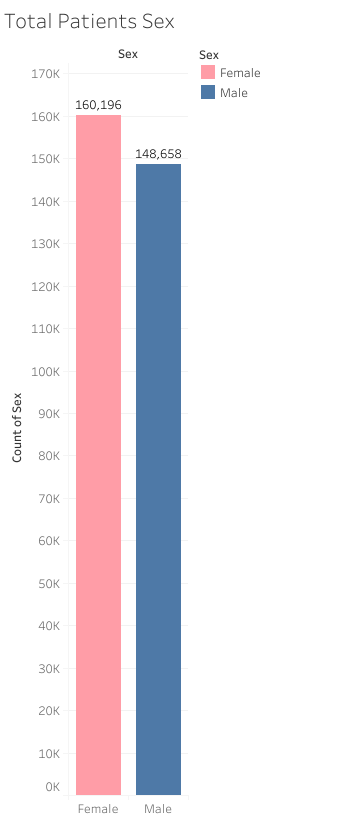 Total Patients Sex
Sex
Sex
Female
Male
170K
160K
150K
140K
130K
120K
110K
100K
90K
80K
70K
60K
50K
40K
30K
20K
10K
0K
Count of Sex
160,196
148,658
Female
Male